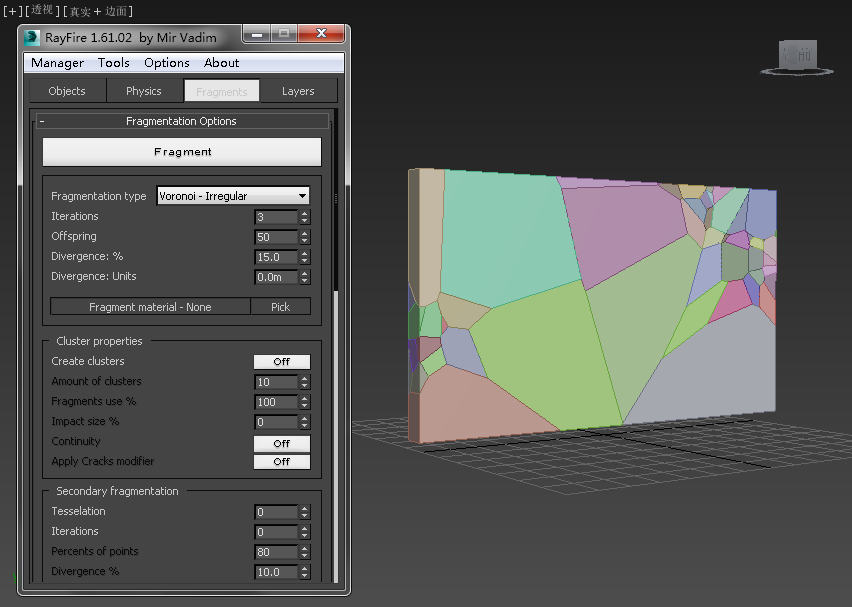 [+][透视][真实 + 边面]
RayFire 1.61.02 by Mir Vadim
Manager Tools Options About
Objects Physics Fragments Layers
- Fragmentation Options
Fragment
Fragmentation type Voronoi - Irregular
Iterations 3
Offspring 50
Divergence: % 15.0
Divergence: Units 0.0m
Fragment material - None Pick
Cluster properties
Create clusters Off
Amount of clusters 10
Fragments use % 100
Impact size % 0
Continuity Off
Apply Cracks modifier Off
Secondary fragmentation
Tesselation 0
Iterations 0
Percents of points 80
Divergence % 10.0